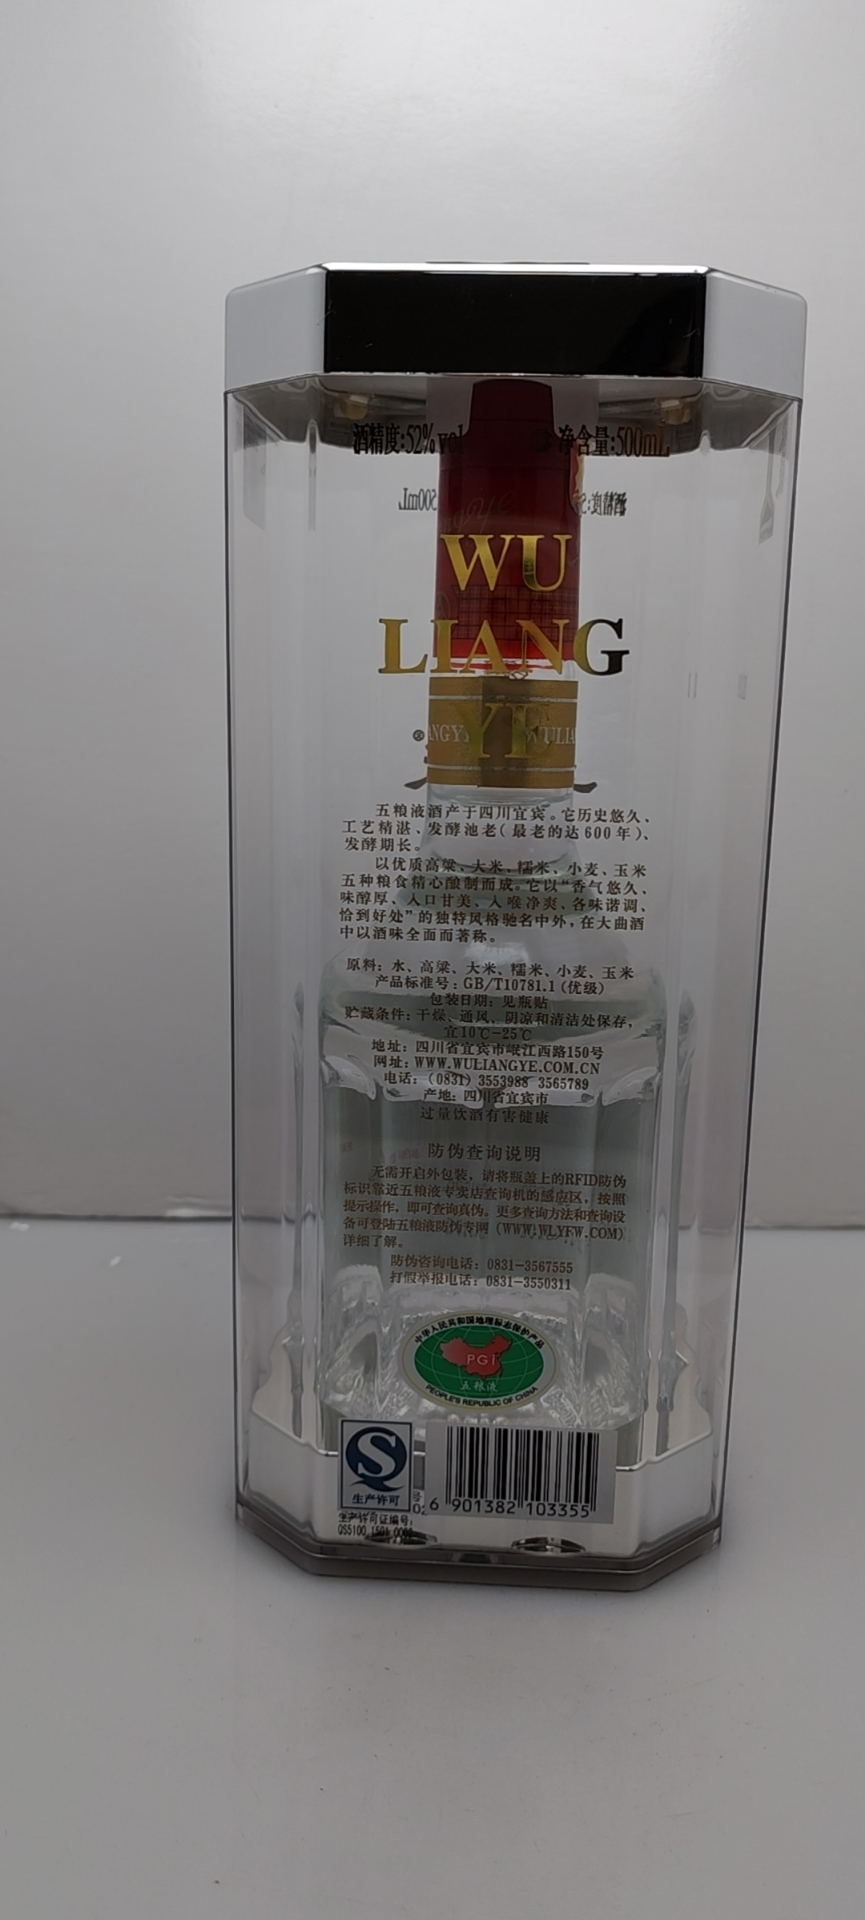 酒精度:52%vol 净含量:500mL
WU
LIANG
YE
五粮液酒产于四川宜宾。它历史悠久、
工艺精湛、发酵池老(最老的达600年)、
发酵期长。
以优质高粱、大米、糯米、小麦、玉米
五种粮食精心酿制而成。它以“香气悠久、
味醇厚、入口甘美、入喉净爽、各味谐调、
恰到好处”的独特风格驰名中外,在大曲酒
中以酒味全面而著称。
原料:水、高粱、大米、糯米、小麦、玉米
产品标准号:GB/T10781.1(优级)
包装日期:见瓶贴
贮藏条件:干燥、通风、阴凉和清洁处保存,
宜10℃-25℃
地址:四川省宜宾市岷江西路150号
网址:WWW.WULIANGYE.COM.CN
电话:(0831)3553988 3565789
产地:四川省宜宾市
过量饮酒有害健康
防伪查询说明
无需开启外包装,请将瓶盖上的RFID防伪
标识靠近五粮液专卖店查询机的感应区,按照
提示操作,即可查询真伪。更多查询方法和查询设
备可登陆五粮液防伪专网(WWW.WLYFW.COM)
详细了解。
防伪咨询电话:0831-3567555
打假举报电话:0831-3550311
中华人民共和国地理标志保护产品
PGI
五粮液
PEOPLE'S REPUBLIC OF CHINA
生产许可
6 901382 103355
生产许可证编号:
QS5100 1501